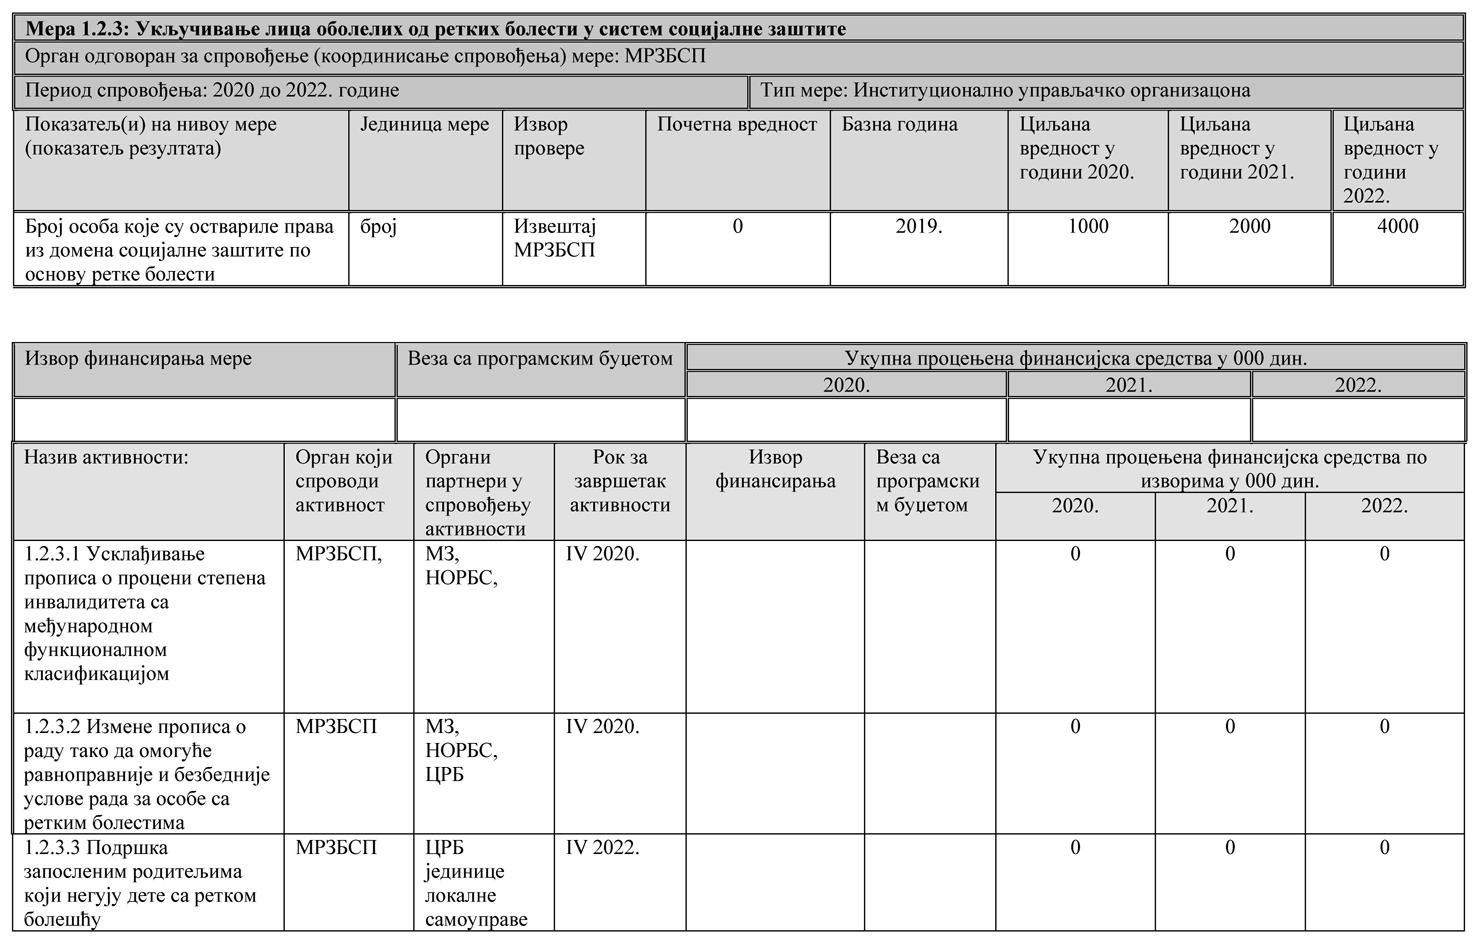 Мера 1.2.3: Укључивање лица оболелих од ретких болести у систем социјалне заштите
Орган одговоран за спровођење (координисање спровођења) мере: МРЗБСП
Период спровођења: 2020 до 2022. године
Тип мере: Институционално управљачко организацона
Показатељ(и) на нивоу мере
(показатељ резултата)
Јединица мере
Извор
провере
Почетна вредност
Базна година
Циљана
вредност у
години 2020.
Циљана
вредност у
години 2021.
Циљана
вредност у
години
2022.
Број особа које су оствариле права
из домена социјалне заштите по
основу ретке болести
број
Извештај
МРЗБСП
0
2019.
1000
2000
4000
Извор финансирања мере
Веза са програмским буџетом
Укупна процењена финансијска средства у 000 дин.
2020.
2021.
2022.
Назив активности:
Орган који
спроводи
активност
Органи
партнери у
спровођењу
активности
Рок за
завршетак
активности
Извор
финансирања
Веза са
програмски
м буџетом
Укупна процењена финансијска средства по
изворима у 000 дин.
2020.
2021.
2022.
1.2.3.1 Усклађивање
прописа о процени степена
инвалидитета са
међународном
функционалном
класификацијом
МРЗБСП,
МЗ,
НОРБС,
IV 2020.
0
0
0
1.2.3.2 Измене прописа о
раду тако да омогуће
равноправније и безбедније
услове рада за особе са
ретким болестима
МРЗБСП
МЗ,
НОРБС,
ЦРБ
IV 2020.
0
0
0
1.2.3.3 Подршка
запосленим родитељима
који негују дете са ретком
болешћу
МРЗБСП
ЦРБ
јединице
локалне
самоуправе
IV 2022.
0
0
0